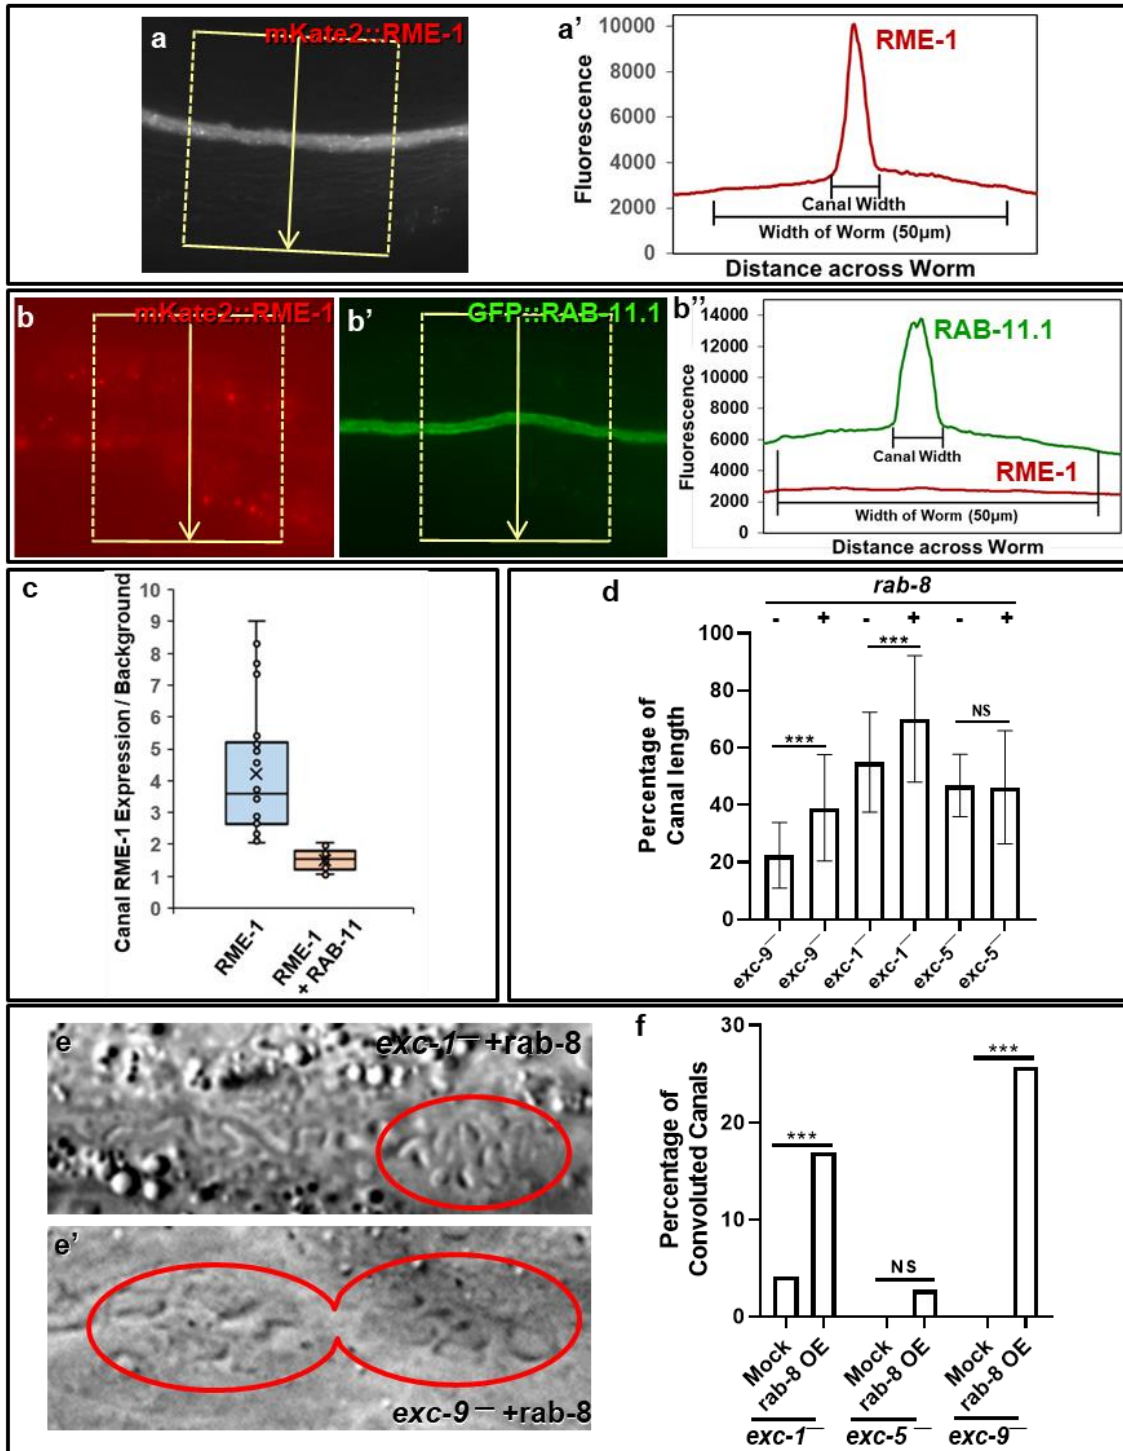 a
mKate2::RME-1
a'
RME-1
Fluorescence
10000
8000
6000
4000
2000
0
Canal Width
Width of Worm (50µm)
Distance across Worm
b
mKate2::RME-1
b'
GFP::RAB-11.1
b''
RAB-11.1
RME-1
Fluorescence
14000
12000
10000
8000
6000
4000
2000
0
Canal Width
Width of Worm (50µm)
Distance across Worm
c
Canal RME-1 Expression / Background
10
9
8
7
6
5
4
3
2
1
0
RME-1
RME-1
+ RAB-11
d
rab-8
- + - + - +
Percentage of
Canal length
100
80
60
40
20
0
***
***
NS
exc-9⁻ exc-9⁻ exc-1⁻ exc-1⁻ exc-5⁻ exc-5⁻
e
exc-1⁻ +rab-8
e'
exc-9⁻ +rab-8
f
Percentage of
Convoluted Canals
30
20
10
0
***
NS
***
Mock rab-8 OE Mock rab-8 OE Mock rab-8 OE
exc-1⁻ exc-5⁻ exc-9⁻